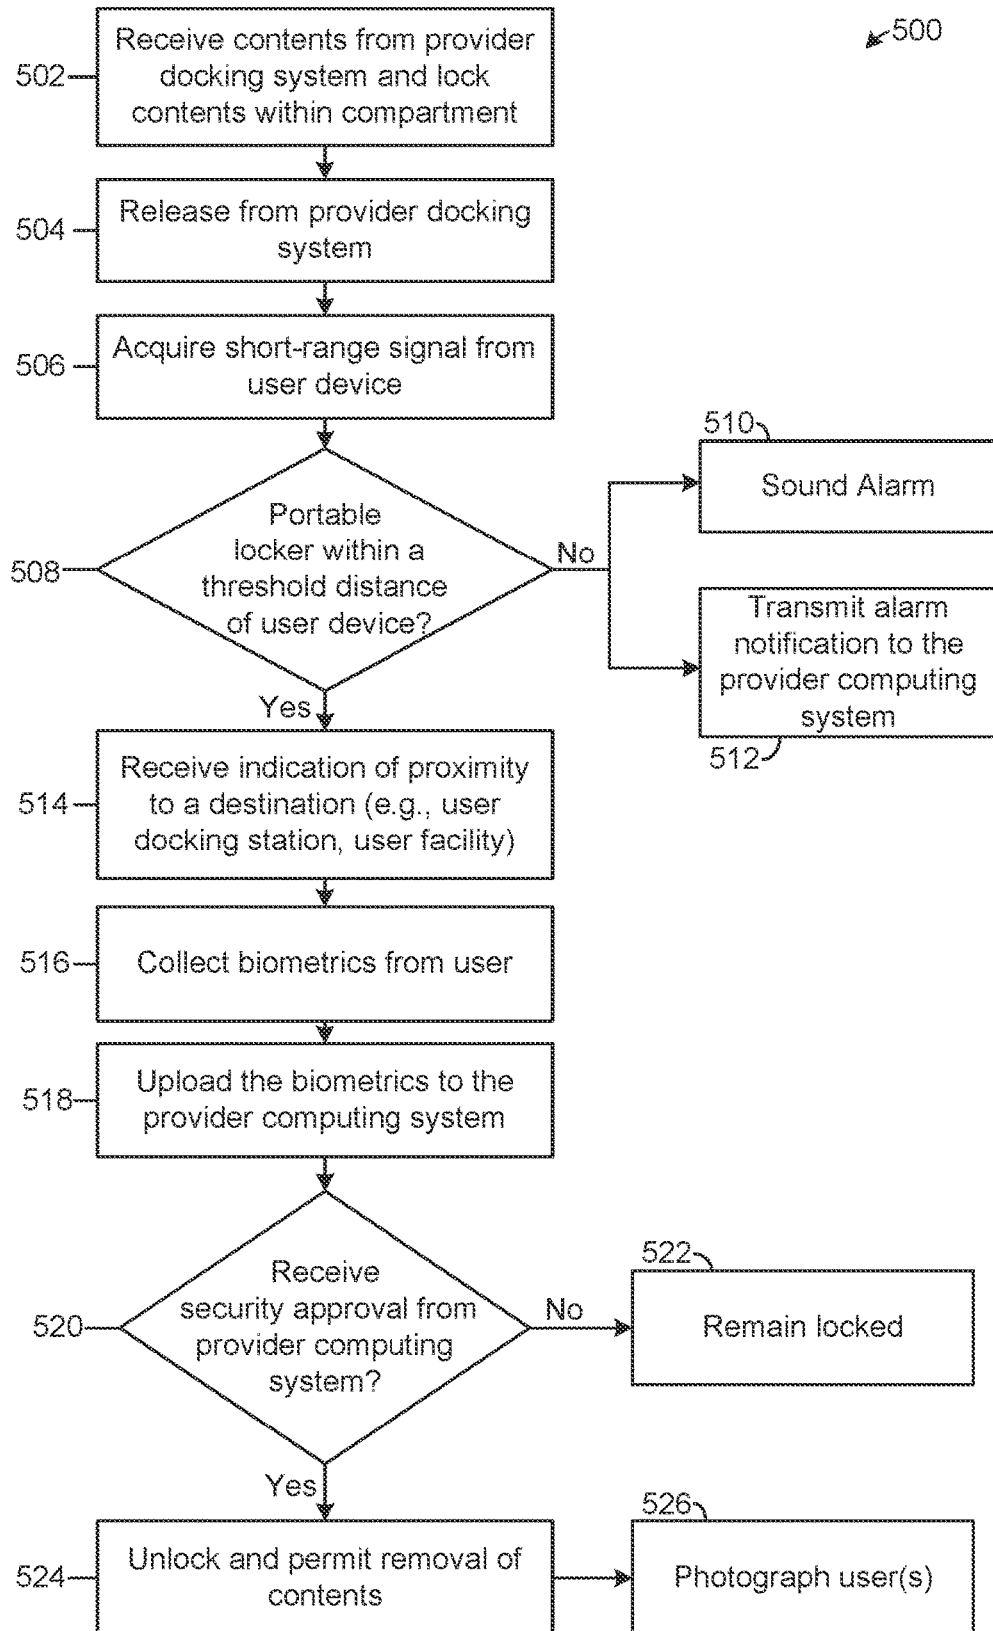 500
Receive contents from provider
docking system and lock
contents within compartment
502
Release from provider docking
system
504
Acquire short-range signal from
user device
506
Portable
locker within a
threshold distance
of user device?
508
No
510
Sound Alarm
Transmit alarm
notification to the
provider computing
system
512
Yes
Receive indication of proximity
to a destination (e.g., user
docking station, user facility)
514
Collect biometrics from user
516
Upload the biometrics to the
provider computing system
518
Receive
security approval from
provider computing
system?
520
No
522
Remain locked
Yes
Unlock and permit removal of
contents
524
526
Photograph user(s)